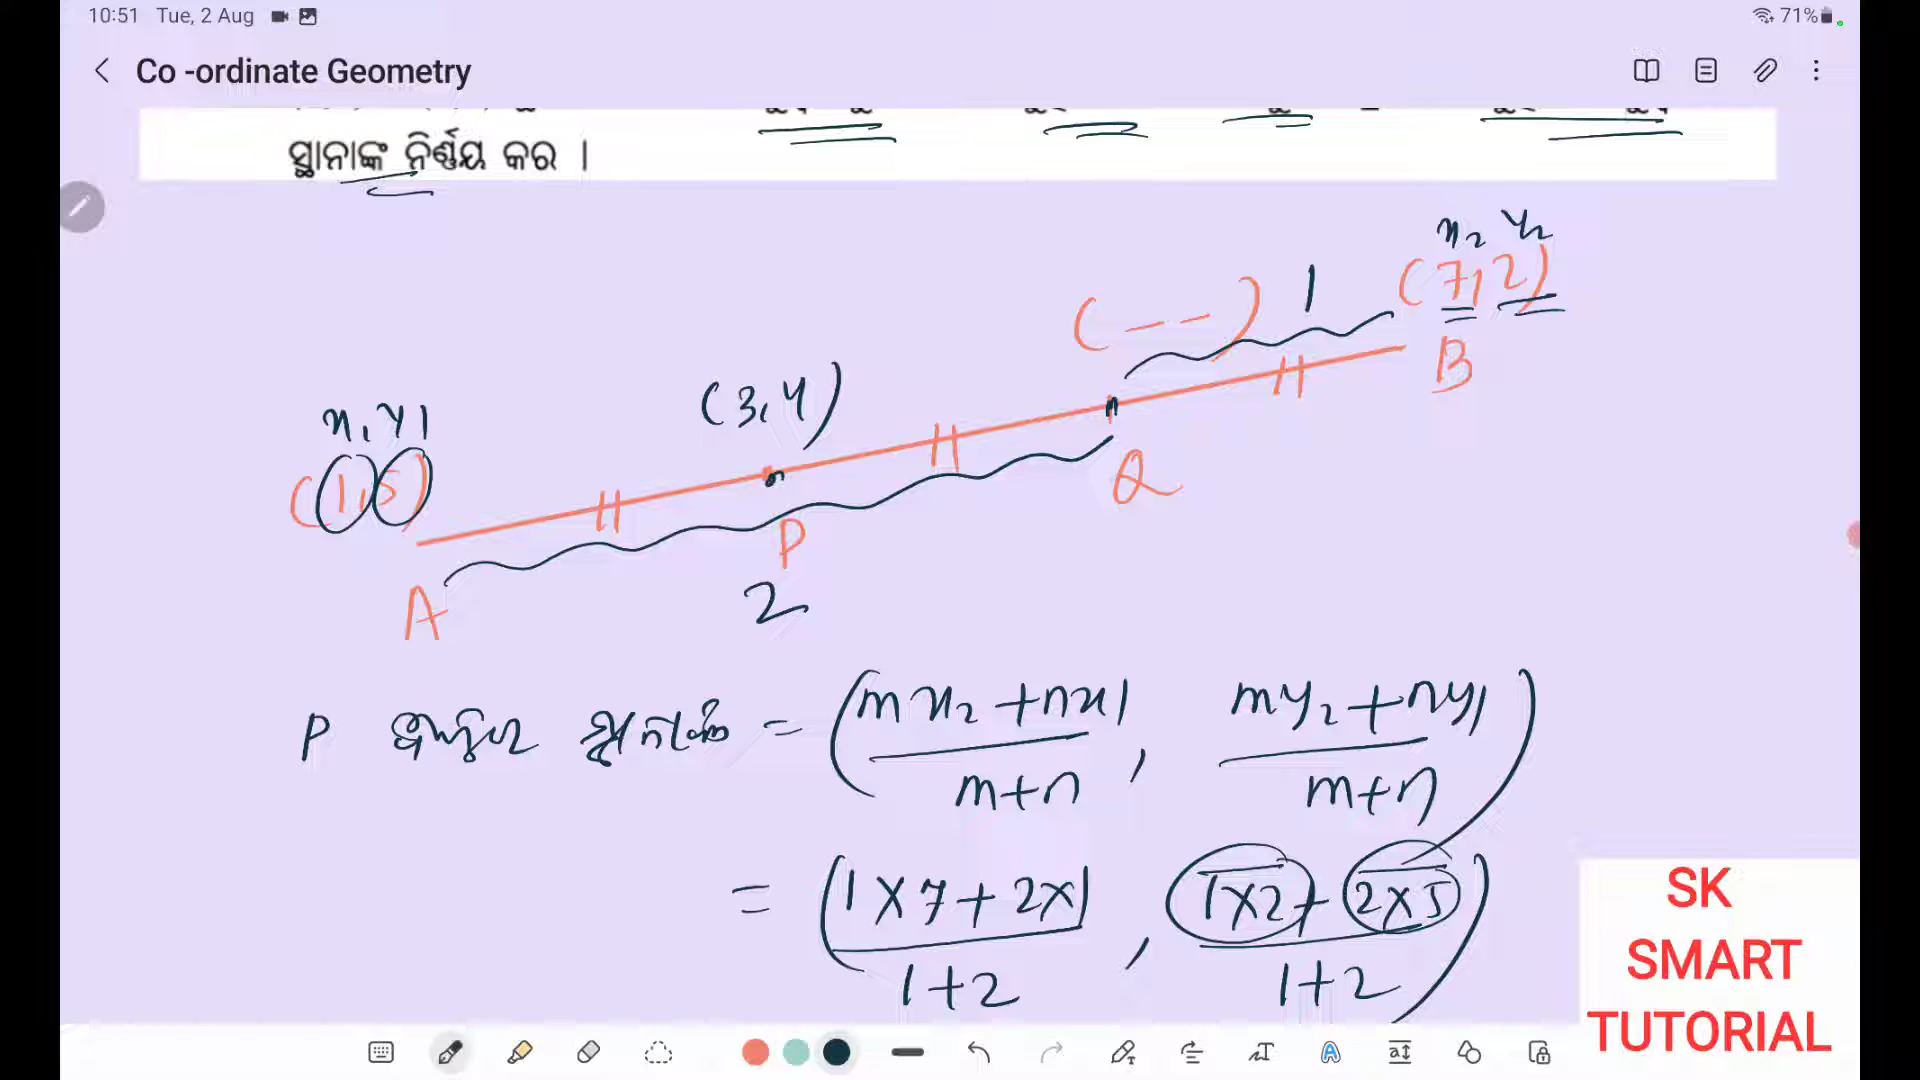 10:51 Tue, 2 Aug 71%
Co -ordinate Geometry
ସ୍ଥାନାଙ୍କ ନିର୍ଣ୍ଣୟ କର ।
x2 y2
(7,2)
1
(---)
B
(3,4)
x1 y1
(1,5)
Q
P
A
2
P ବିନ୍ଦୁର ସ୍ଥାନାଙ୍କ = (mx2+nx1/m+n, my2+ny1/m+n)
= (1×7+2×1/1+2, 1×2+2×5/1+2)
SK
SMART
TUTORIAL